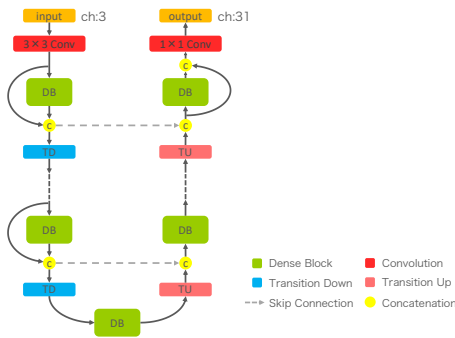 input ch:3
output ch:31
3×3 Conv
1×1 Conv
C
DB
DB
C
C
TD
TU
DB
DB
C
C
TD
TU
DB
Dense Block
Convolution
Transition Down
Transition Up
Skip Connection
Concatenation